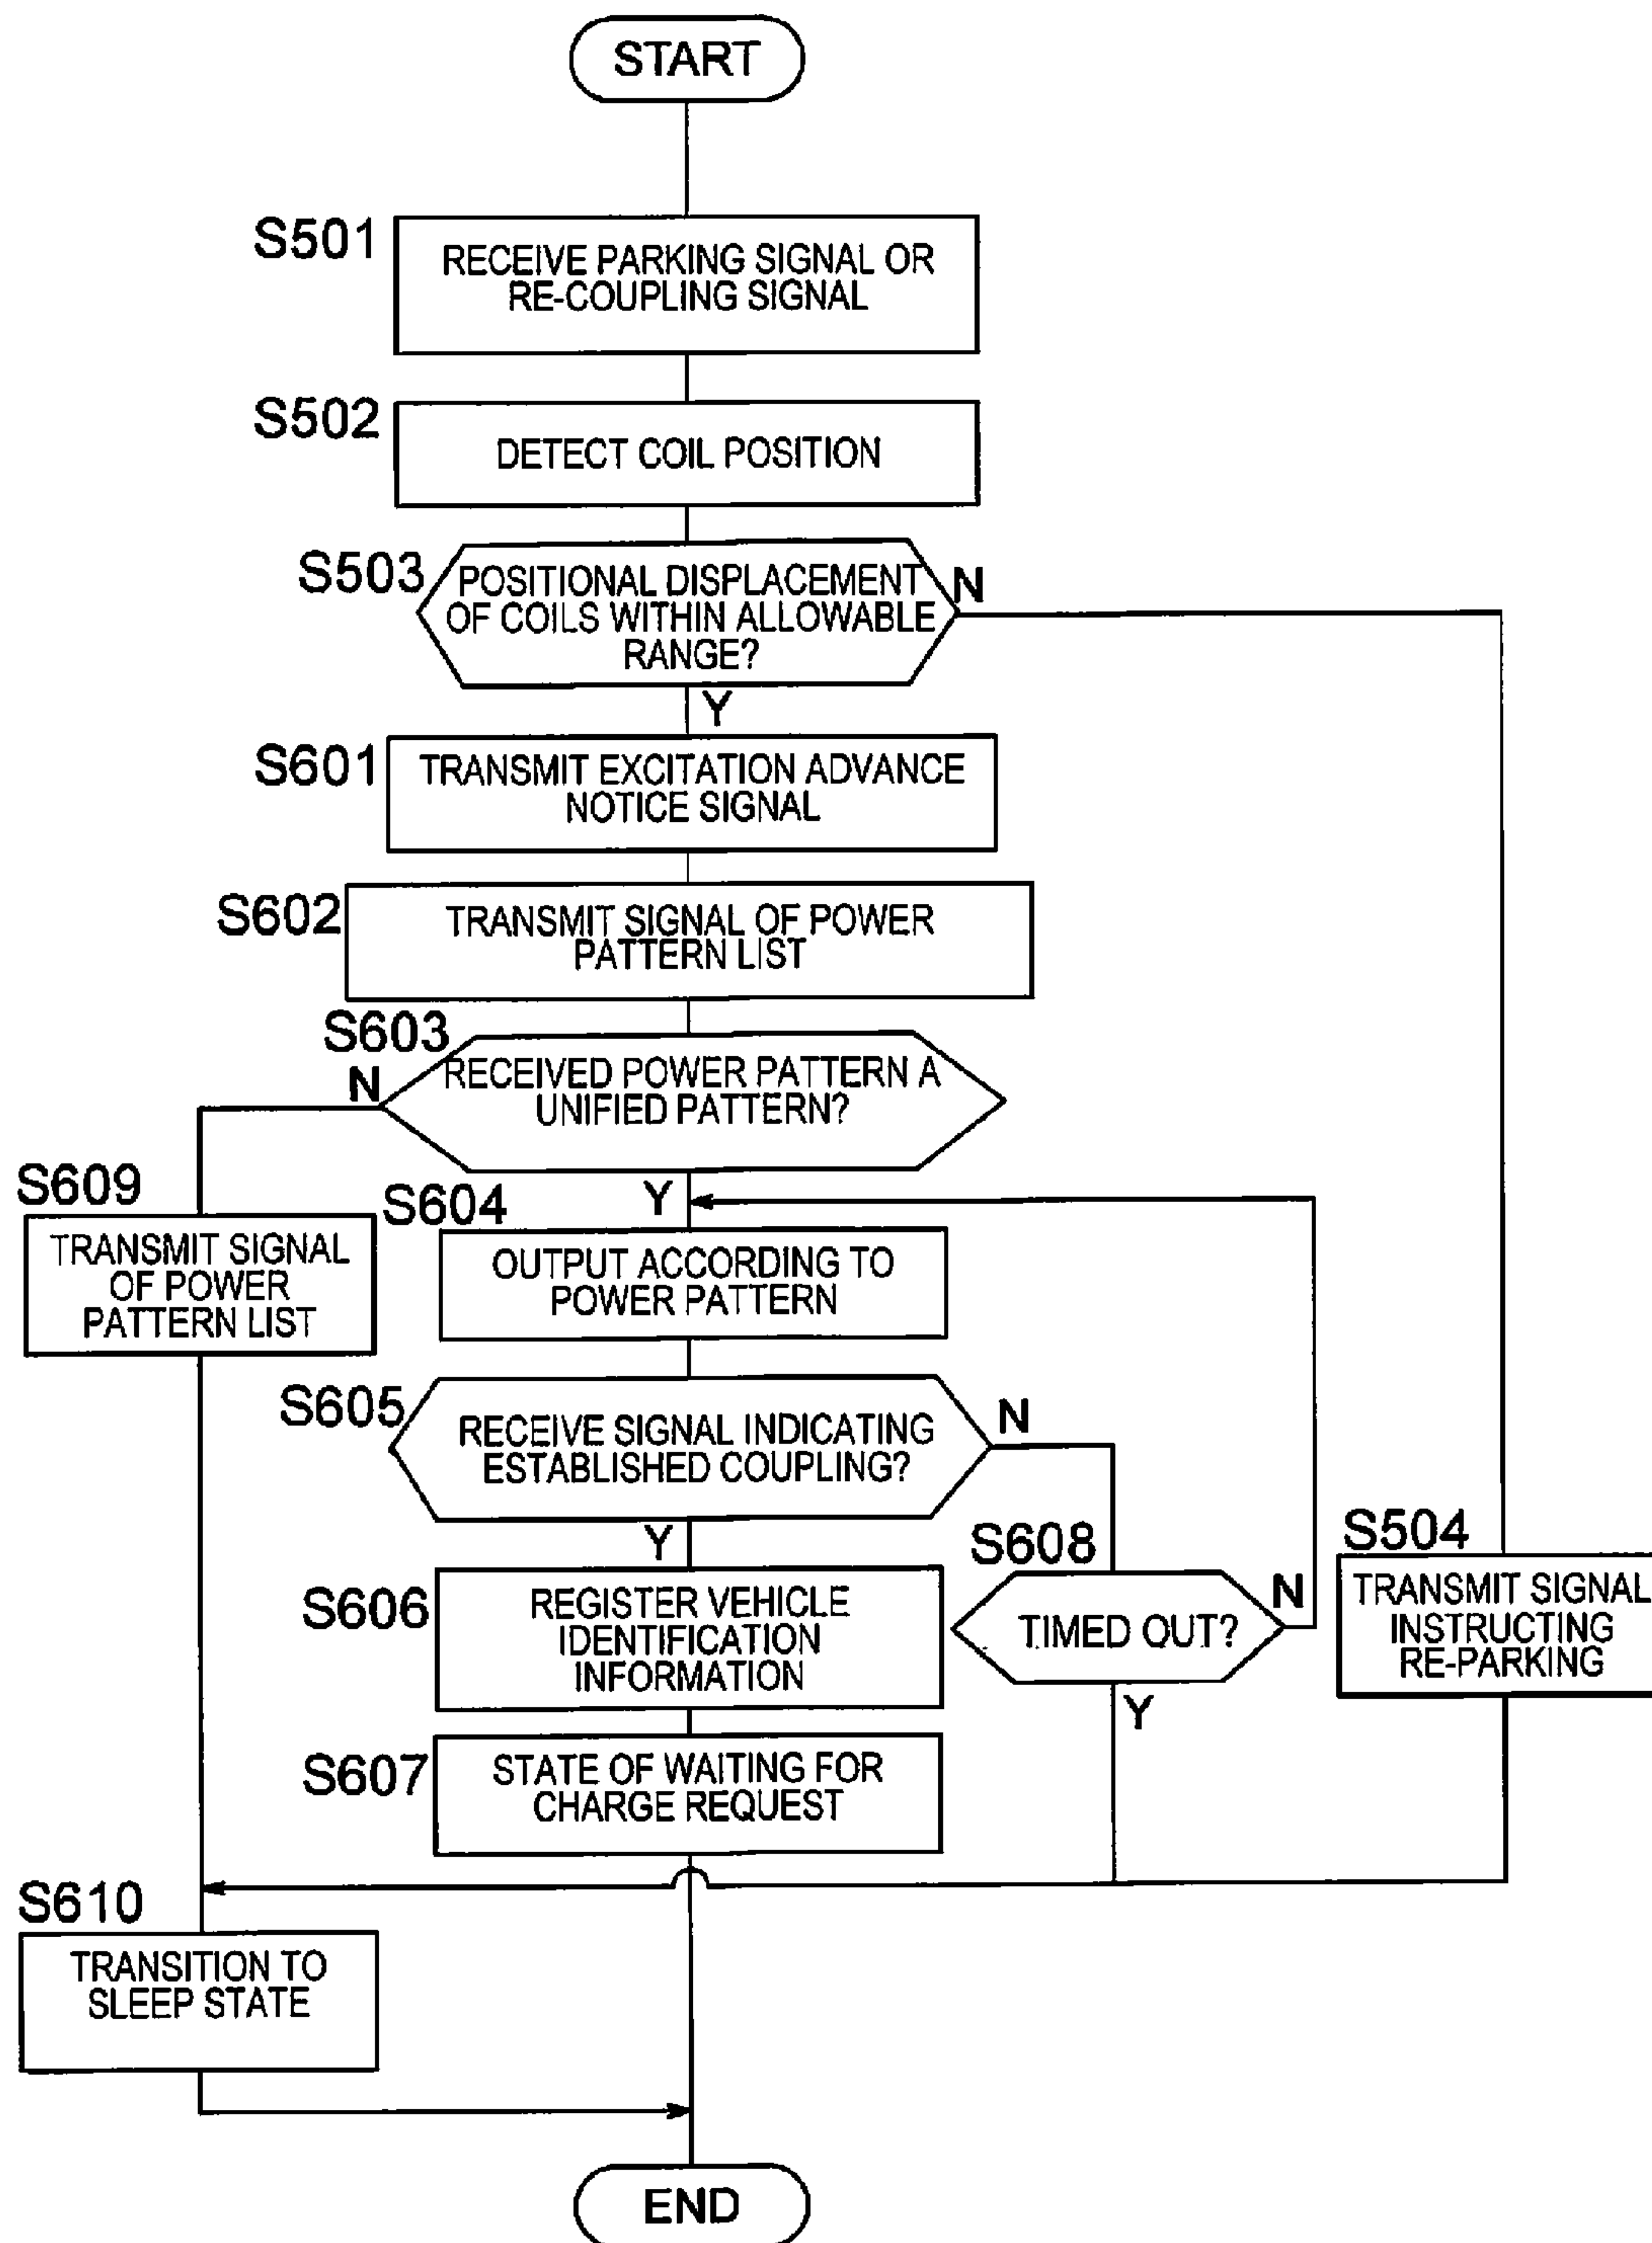 START
S501
RECEIVE PARKING SIGNAL OR
RE-COUPLING SIGNAL
S502
DETECT COIL POSITION
S503
POSITIONAL DISPLACEMENT
OF COILS WITHIN ALLOWABLE
RANGE?
N
Y
S601
TRANSMIT EXCITATION ADVANCE
NOTICE SIGNAL
S602
TRANSMIT SIGNAL OF POWER
PATTERN LIST
S603
RECEIVED POWER PATTERN A
UNIFIED PATTERN?
N
Y
S609
TRANSMIT SIGNAL
OF POWER
PATTERN LIST
S604
OUTPUT ACCORDING TO
POWER PATTERN
S605
RECEIVE SIGNAL INDICATING
ESTABLISHED COUPLING?
N
Y
S608
TIMED OUT?
N
Y
S504
TRANSMIT SIGNAL
INSTRUCTING
RE-PARKING
S606
REGISTER VEHICLE
IDENTIFICATION
INFORMATION
S607
STATE OF WAITING FOR
CHARGE REQUEST
S610
TRANSITION TO
SLEEP STATE
END